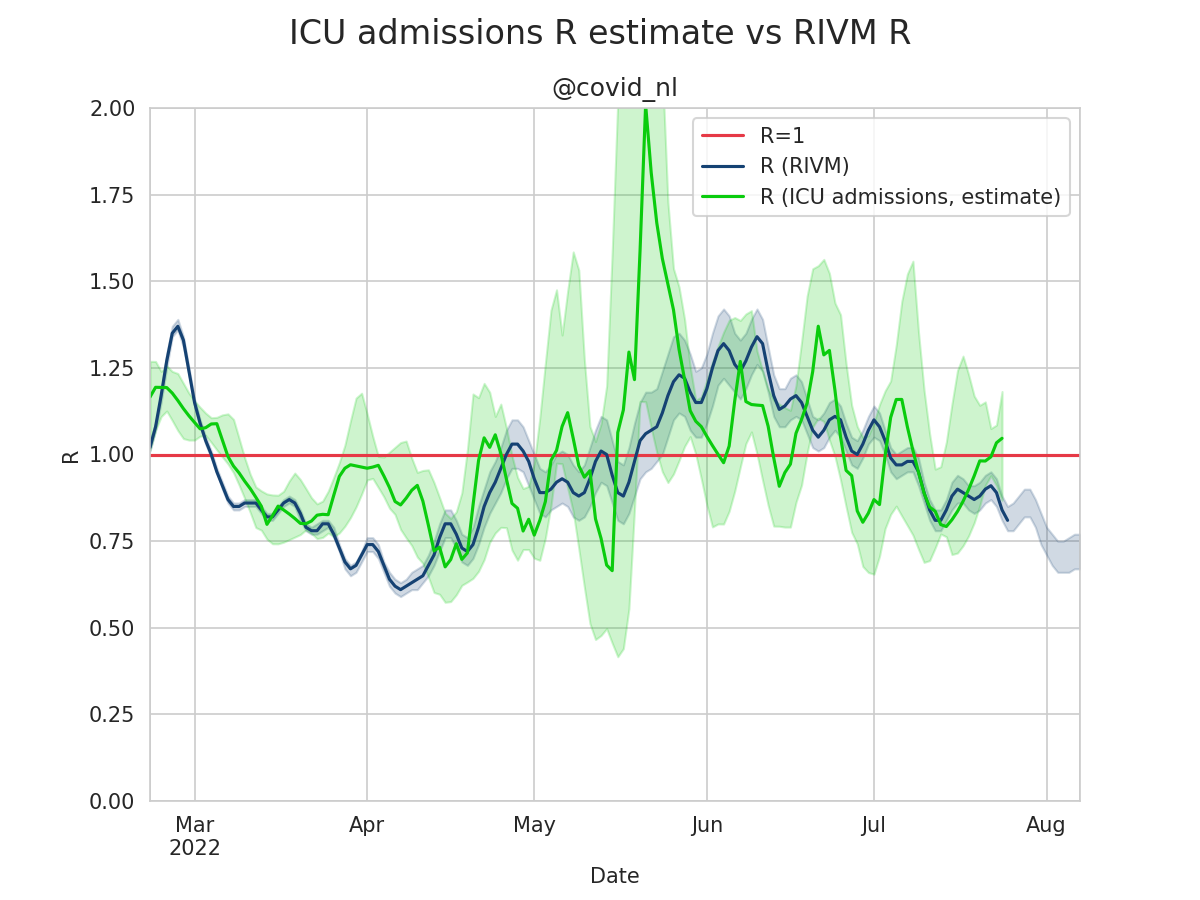 ICU admissions R estimate vs RIVM R
@covid_nl
2.00
1.75
1.50
1.25
1.00
0.75
0.50
0.25
0.00
R
R=1
R (RIVM)
R (ICU admissions, estimate)
Mar
2022
Apr
May
Jun
Jul
Aug
Date